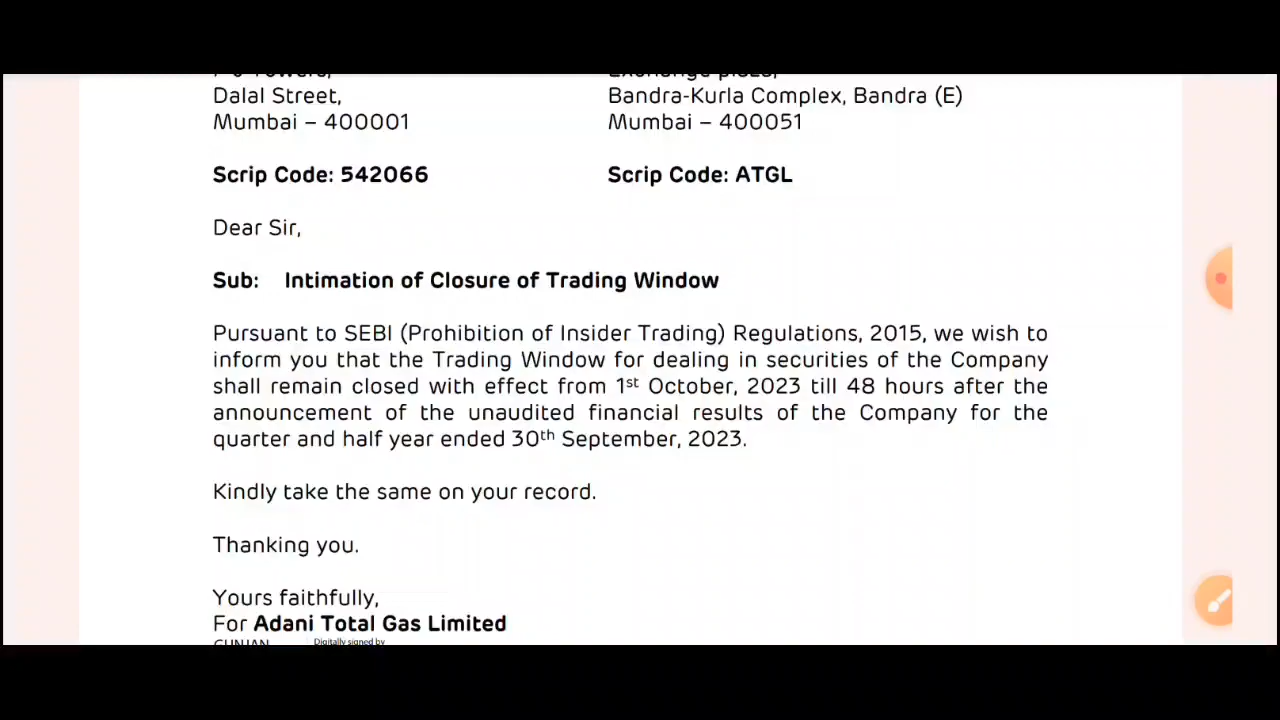 Dalal Street,
Bandra-Kurla Complex, Bandra (E)
Mumbai – 400001
Mumbai – 400051
Scrip Code: 542066
Scrip Code: ATGL
Dear Sir,
Sub: Intimation of Closure of Trading Window
Pursuant to SEBI (Prohibition of Insider Trading) Regulations, 2015, we wish to
inform you that the Trading Window for dealing in securities of the Company
shall remain closed with effect from 1st October, 2023 till 48 hours after the
announcement of the unaudited financial results of the Company for the
quarter and half year ended 30th September, 2023.
Kindly take the same on your record.
Thanking you.
Yours faithfully,
For Adani Total Gas Limited
Digitally signed by